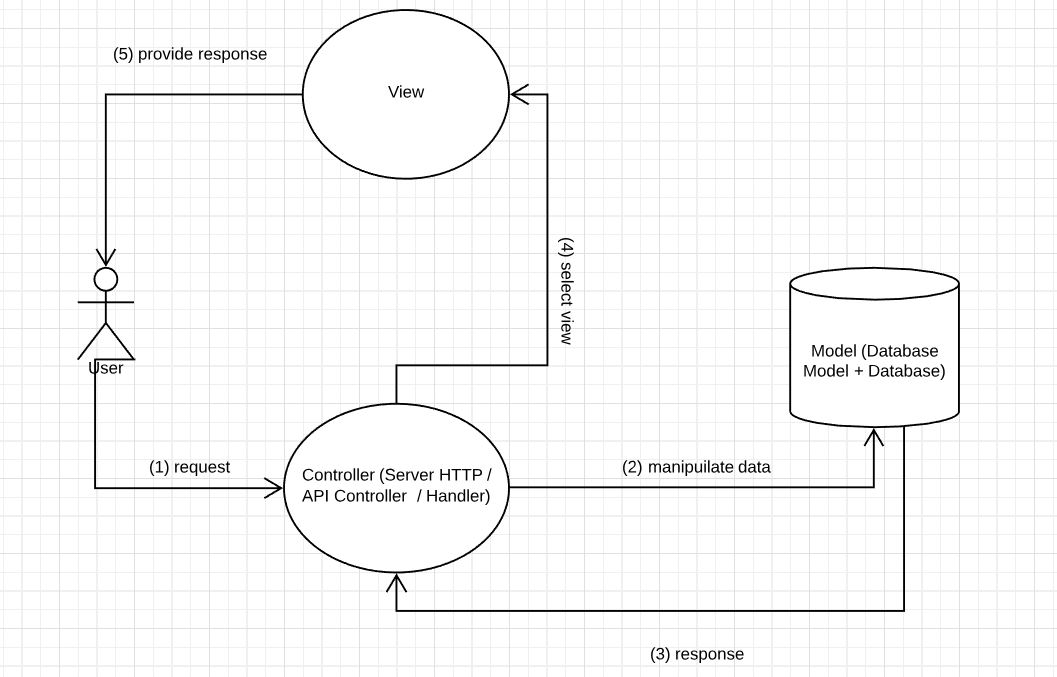 (5) provide response
View
(4) select view
User
Model (Database
Model + Database)
(1) request
Controller (Server HTTP /
API Controller / Handler)
(2) manipuilate data
(3) response